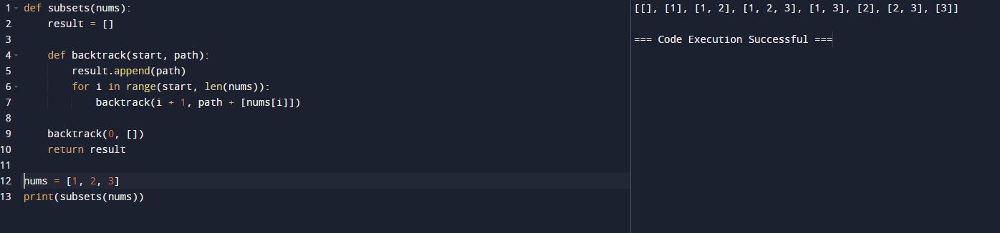 1 def subsets(nums):
2     result = []
3
4     def backtrack(start, path):
5         result.append(path)
6         for i in range(start, len(nums)):
7             backtrack(i + 1, path + [nums[i]])
8
9     backtrack(0, [])
10     return result
11
12 nums = [1, 2, 3]
13 print(subsets(nums))
[[], [1], [1, 2], [1, 2, 3], [1, 3], [2], [2, 3], [3]]
=== Code Execution Successful ===